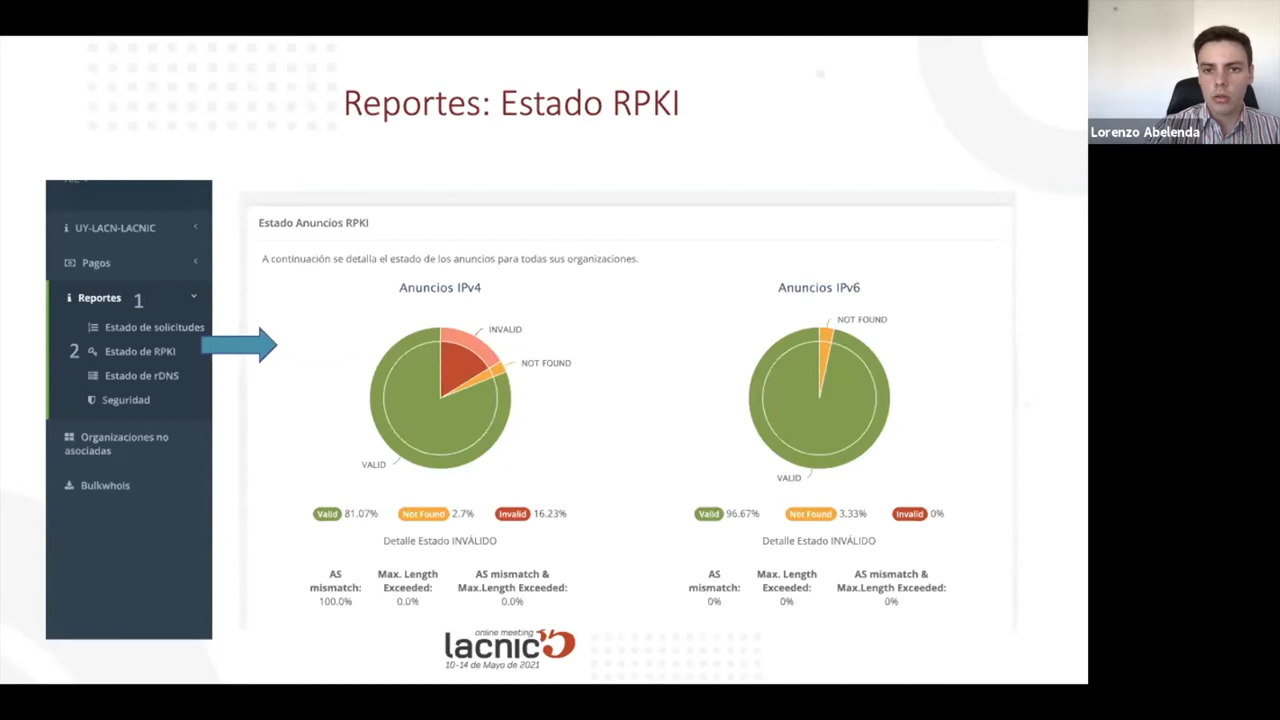 Reportes: Estado RPKI
Lorenzo Abelenda
UY-LACN-LACNIC
Pagos
Reportes 1
Estado de solicitudes
2 Estado de RPKI
Estado de rDNS
Seguridad
Organizaciones no
asociadas
Bulkwhois
Estado Anuncios RPKI
A continuación se detalla el estado de los anuncios para todas sus organizaciones.
Anuncios IPv4
INVALID
NOT FOUND
VALID
Valid 81.07% Not Found 2.7% Invalid 16.23%
Detalle Estado INVÁLIDO
AS Max. Length AS mismatch &
mismatch: Exceeded: Max.Length Exceeded:
100.0% 0.0% 0.0%
Anuncios IPv6
NOT FOUND
VALID
Valid 96.67% Not Found 3.33% Invalid 0%
Detalle Estado INVÁLIDO
AS Max. Length AS mismatch &
mismatch: Exceeded: Max.Length Exceeded:
0% 0% 0%
online meeting
lacnic35
10-14 de Mayo de 2021